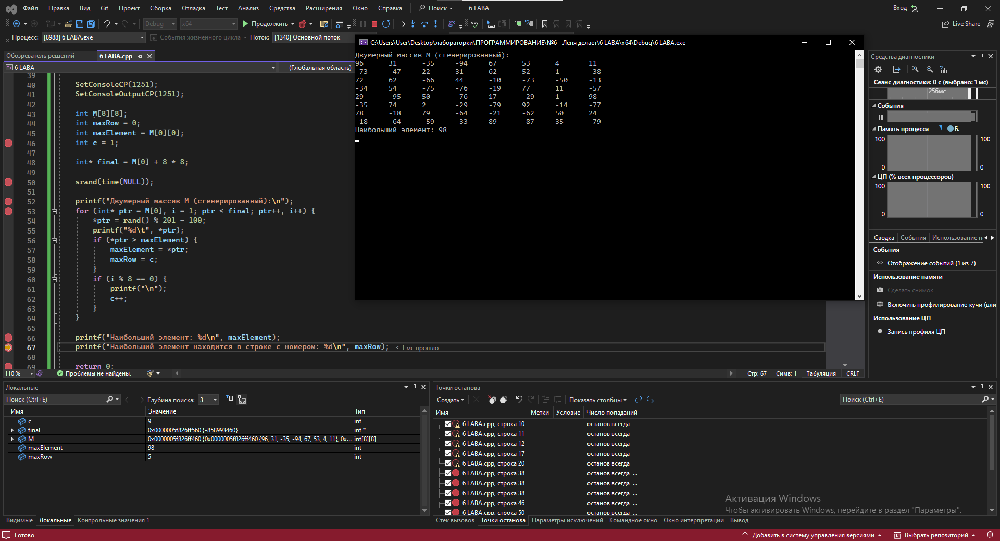 Файл Правка Вид Git Проект Сборка Отладка Тест Анализ Средства Расширения Окно Справка Поиск 6 LABA Вход
Debug x64 Продолжить Live Share
Процесс: [8988] 6 LABA.exe События жизненного цикла Поток: [1340] Основной поток
Обозреватель решений 6 LABA.cpp
6 LABA (Глобальная область)
39
40 SetConsoleCP(1251);
41 SetConsoleOutputCP(1251);
42
43 int M[8][8];
44 int maxRow = 0;
45 int maxElement = M[0][0];
46 int c = 1;
47
48 int* final = M[0] + 8 * 8;
49
50 srand(time(NULL));
51
52 printf("Двумерный массив M (сгенерированный):\n");
53 for (int* ptr = M[0], i = 1; ptr < final; ptr++, i++) {
54 *ptr = rand() % 201 - 100;
55 printf("%d\t", *ptr);
56 if (*ptr > maxElement) {
57 maxElement = *ptr;
58 maxRow = c;
59 }
60 if (i % 8 == 0) {
61 printf("\n");
62 c++;
63 }
64 }
65
66 printf("Наибольший элемент: %d\n", maxElement);
67 printf("Наибольший элемент находится в строке с номером: %d\n", maxRow); ≤ 1 мс прошло
68
69 return 0;
110 % Проблемы не найдены. Стр: 67 Симв: 1 Табуляция CRLF
C:\Users\User\Desktop\лабораторки\ПРОГРАММИРОВАНИЕ\№6 - Леня делает\6 LABA\x64\Debug\6 LABA.exe
Двумерный массив M (сгенерированный):
96 31 -35 -94 67 53 4 11
-73 -47 22 31 62 52 1 -38
72 62 -66 44 -10 -73 -50 -13
-34 54 -75 -76 -19 77 11 -57
29 -95 50 -76 17 -29 1 98
-35 74 2 -29 -79 92 -14 -77
78 -18 79 -64 -21 -62 50 24
-18 -64 -59 -33 89 -87 35 -79
Наибольший элемент: 98
Средства диагностики
Сеанс диагностики: 0 с (выбрано: 1 мс)
256мс
События
Память процесса Б.
100 100
0 0
ЦП (% всех процессоров)
100 100
0 0
Сводка События Использование п
События
Отображение событий (1 из 7)
Использование памяти
Сделать снимок
Включить профилирование кучи (вли
Использование ЦП
Запись профиля ЦП
Локальные
Поиск (Ctrl+E) Глубина поиска: 3
Имя Значение Тип
c 9 int
final 0x0000005f826ff560 {-858993460} int *
M 0x0000005f826ff460 {0x0000005f826ff460 {96, 31, -35, -94, 67, 53, 4, 11}, 0x... int[8][8]
maxElement 98 int
maxRow 5 int
Видимые Локальные Контрольные значения 1
Точки останова
Создать Показать столбцы Поиск (Ctrl+E)
Имя Метки Условие Число попаданий
6 LABA.cpp, строка 10 останов всегда
6 LABA.cpp, строка 11 останов всегда
6 LABA.cpp, строка 12 останов всегда
6 LABA.cpp, строка 17 останов всегда
6 LABA.cpp, строка 20 останов всегда
6 LABA.cpp, строка 38 останов всегда ...
6 LABA.cpp, строка 38 останов всегда ...
6 LABA.cpp, строка 38 останов всегда ...
6 LABA.cpp, строка 46 останов всегда ...
6 LABA.cpp, строка 50 останов всегда ...
Стек вызовов Точки останова Параметры исключений Командное окно Окно интерпретации Вывод
Активация Windows
Чтобы активировать Windows, перейдите в раздел "Параметры".
Готово Добавить в систему управления версиями Выбрать репозиторий